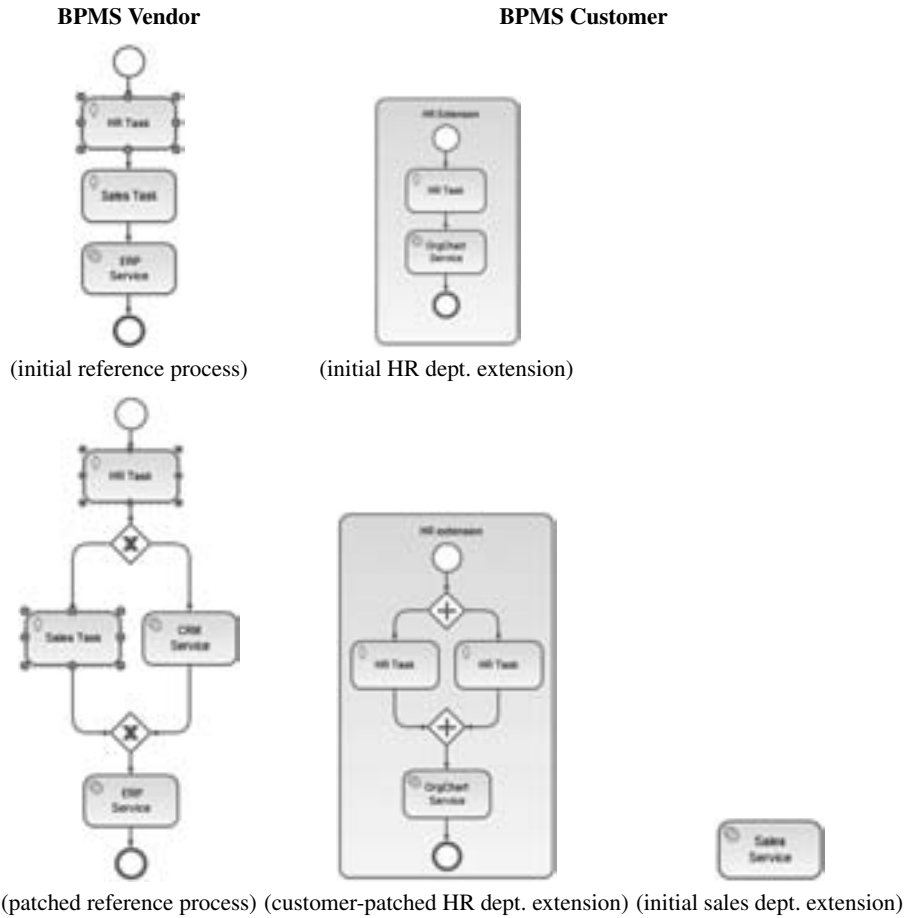 BPMS Vendor
BPMS Customer
HR Task
Sales Task
ERP
Service
HR Extension
HR Task
OrgChart
Service
(initial reference process)
(initial HR dept. extension)
HR Task
Sales Task
CRM
Service
ERP
Service
HR extension
HR Task
HR Task
OrgChart
Service
Sales
Service
(patched reference process)
(customer-patched HR dept. extension)
(initial sales dept. extension)